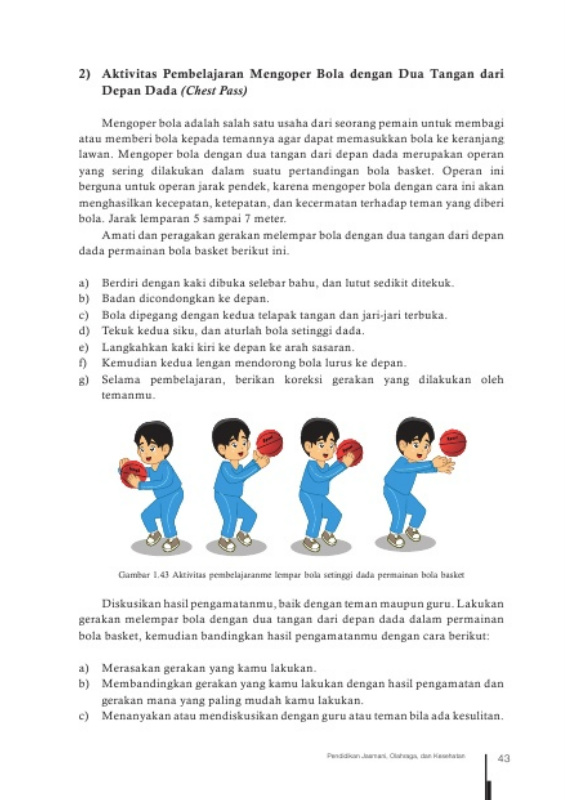 2) Aktivitas Pembelajaran Mengoper Bola dengan Dua Tangan dari
Depan Dada (Chest Pass)
Mengoper bola adalah salah satu usaha dari seorang pemain untuk membagi
atau memberi bola kepada temannya agar dapat memasukkan bola ke keranjang
lawan. Mengoper bola dengan dua tangan dari depan dada merupakan operan
yang sering dilakukan dalam suatu pertandingan bola basket. Operan ini
berguna untuk operan jarak pendek, karena mengoper bola dengan cara ini akan
menghasilkan kecepatan, ketepatan, dan kecermatan terhadap teman yang diberi
bola. Jarak lemparan 5 sampai 7 meter.
Amati dan peragakan gerakan melempar bola dengan dua tangan dari depan
dada permainan bola basket berikut ini.
a) Berdiri dengan kaki dibuka selebar bahu, dan lutut sedikit ditekuk.
b) Badan dicondongkan ke depan.
c) Bola dipegang dengan kedua telapak tangan dan jari-jari terbuka.
d) Tekuk kedua siku, dan aturlah bola setinggi dada.
e) Langkahkan kaki kiri ke depan ke arah sasaran.
f) Kemudian kedua lengan mendorong bola lurus ke depan.
g) Selama pembelajaran, berikan koreksi gerakan yang dilakukan oleh
temanmu.
Gambar 1.43 Aktivitas pembelajaranme lempar bola setinggi dada permainan bola basket
Diskusikan hasil pengamatanmu, baik dengan teman maupun guru. Lakukan
gerakan melempar bola dengan dua tangan dari depan dada dalam permainan
bola basket, kemudian bandingkan hasil pengamatanmu dengan cara berikut:
a) Merasakan gerakan yang kamu lakukan.
b) Membandingkan gerakan yang kamu lakukan dengan hasil pengamatan dan
gerakan mana yang paling mudah kamu lakukan.
c) Menanyakan atau mendiskusikan dengan guru atau teman bila ada kesulitan.
Pendidikan Jasmani, Olahraga, dan Kesehatan 43